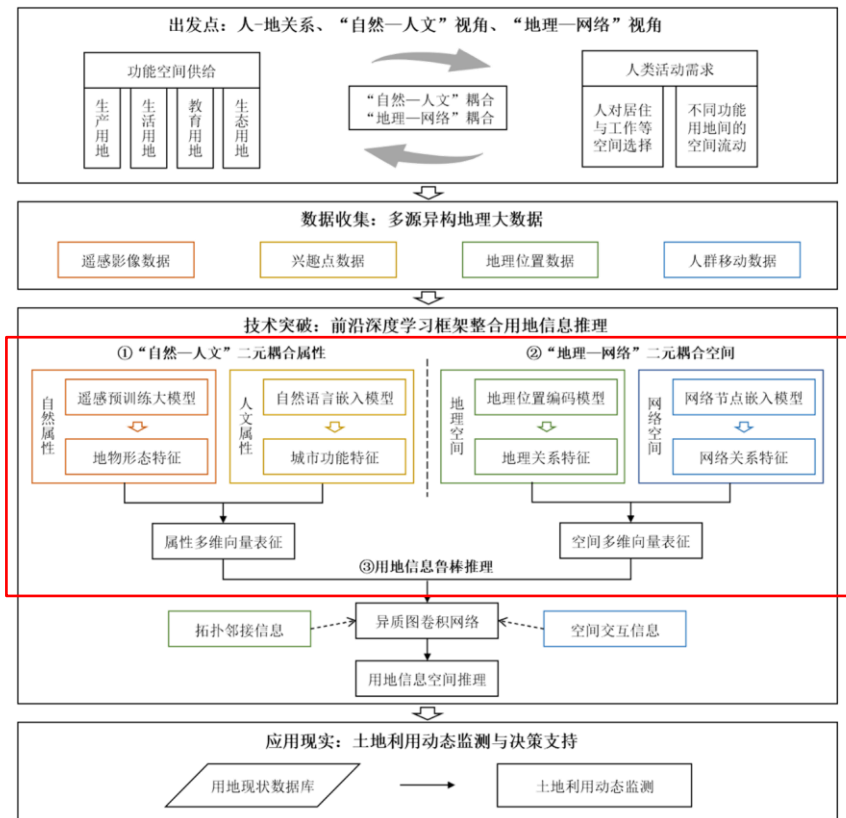 出发点：人-地关系、“自然—人文”视角、“地理—网络”视角
功能空间供给
生产用地
生活用地
教育用地
生态用地
“自然—人文”耦合
“地理—网络”耦合
人类活动需求
人对居住
与工作等
空间选择
不同功能
用地间的
空间流动
数据收集：多源异构地理大数据
遥感影像数据
兴趣点数据
地理位置数据
人群移动数据
技术突破：前沿深度学习框架整合用地信息推理
①“自然—人文”二元耦合属性
②“地理—网络”二元耦合空间
自然属性
遥感预训练大模型
地物形态特征
人文属性
自然语言嵌入模型
城市功能特征
地理空间
地理位置编码模型
地理关系特征
网络空间
网络节点嵌入模型
网络关系特征
属性多维向量表征
空间多维向量表征
③用地信息鲁棒推理
拓扑邻接信息
异质图卷积网络
空间交互信息
用地信息空间推理
应用现实：土地利用动态监测与决策支持
用地现状数据库
土地利用动态监测